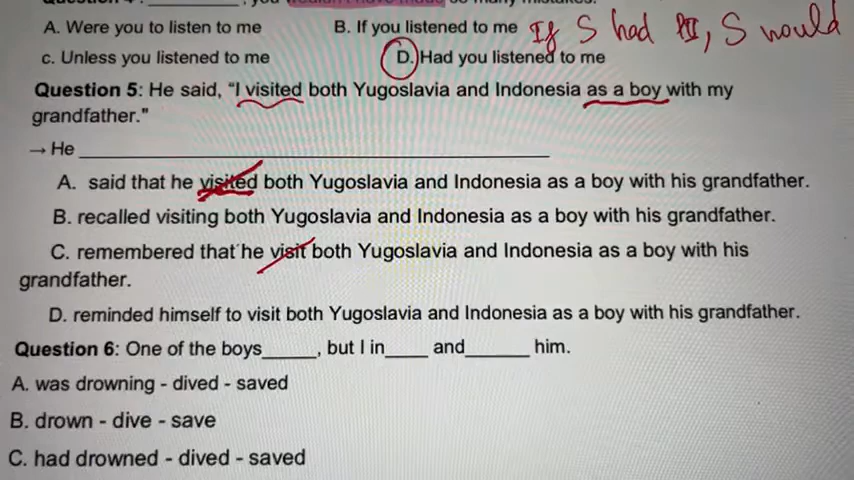 A. Were you to listen to me B. If you listened to me If S had PII, S would
c. Unless you listened to me D. Had you listened to me
Question 5: He said, "I visited both Yugoslavia and Indonesia as a boy with my
grandfather."
→ He ____
A. said that he visited both Yugoslavia and Indonesia as a boy with his grandfather.
B. recalled visiting both Yugoslavia and Indonesia as a boy with his grandfather.
C. remembered that he visit both Yugoslavia and Indonesia as a boy with his
grandfather.
D. reminded himself to visit both Yugoslavia and Indonesia as a boy with his grandfather.
Question 6: One of the boys_____, but I in____ and______ him.
A. was drowning - dived - saved
B. drown - dive - save
C. had drowned - dived - saved